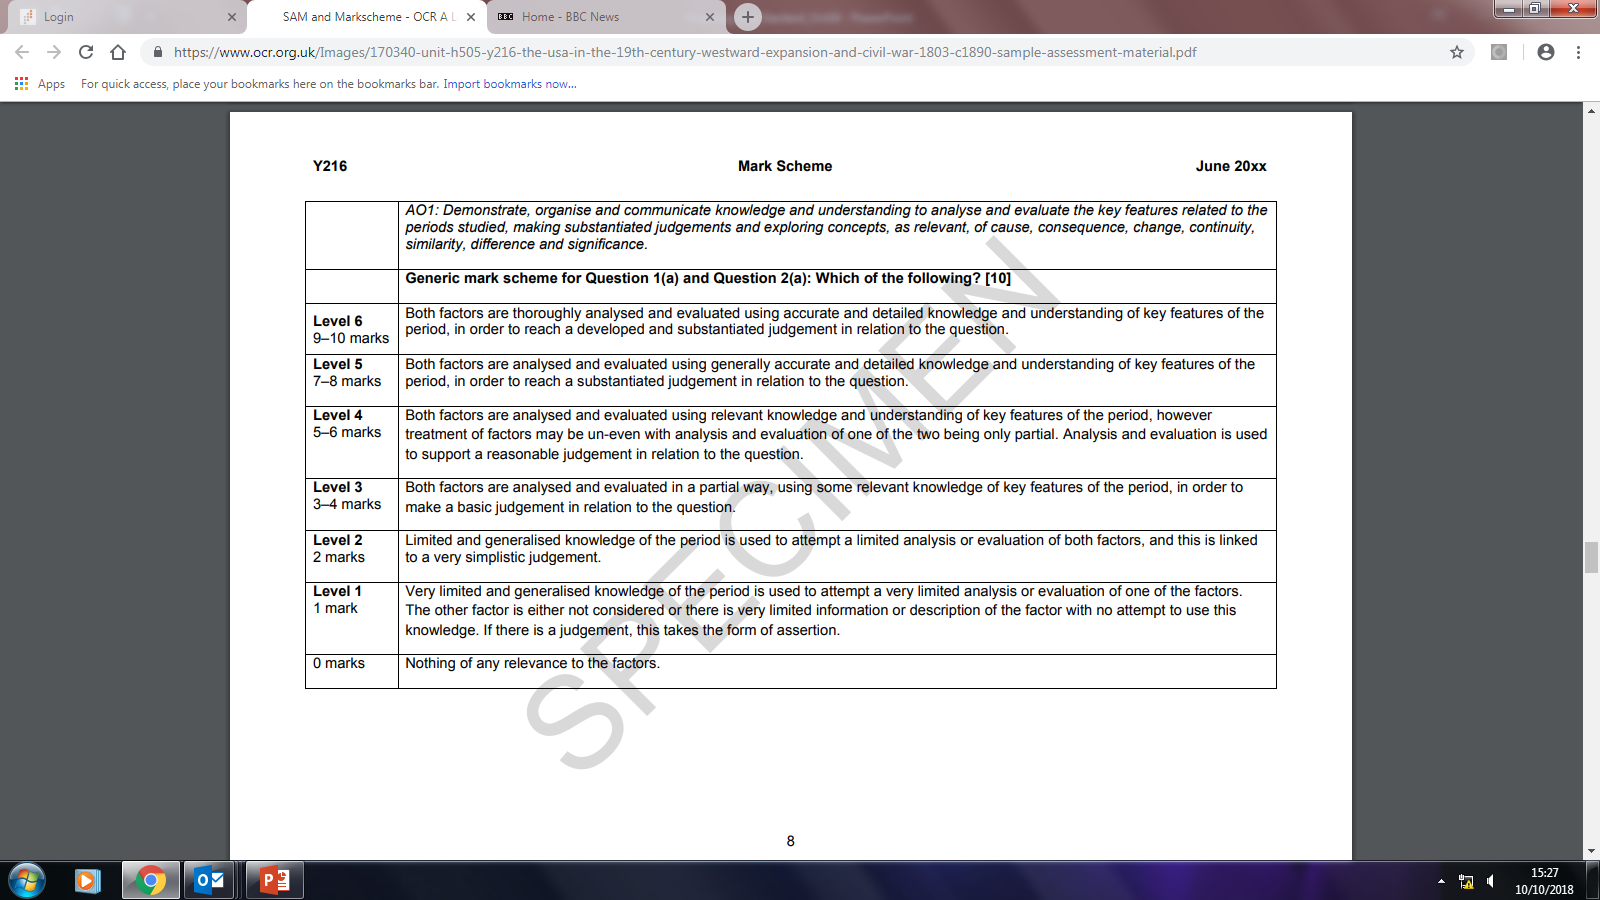 Login
SAM and Markscheme - OCR A L
BBC
Home - BBC News
https://www.ocr.org.uk/Images/170340-unit-h505-y216-the-usa-in-the-19th-century-westward-expansion-and-civil-war-1803-c1890-sample-assessment-material.pdf
Apps
For quick access, place your bookmarks here on the bookmarks bar. Import bookmarks now...
Y216
Mark Scheme
June 20xx
AO1: Demonstrate, organise and communicate knowledge and understanding to analyse and evaluate the key features related to the
periods studied, making substantiated judgements and exploring concepts, as relevant, of cause, consequence, change, continuity,
similarity, difference and significance.
Generic mark scheme for Question 1(a) and Question 2(a): Which of the following? [10]
Level 6
9–10 marks
Both factors are thoroughly analysed and evaluated using accurate and detailed knowledge and understanding of key features of the
period, in order to reach a developed and substantiated judgement in relation to the question.
Level 5
7–8 marks
Both factors are analysed and evaluated using generally accurate and detailed knowledge and understanding of key features of the
period, in order to reach a substantiated judgement in relation to the question.
Level 4
5–6 marks
Both factors are analysed and evaluated using relevant knowledge and understanding of key features of the period, however
treatment of factors may be un-even with analysis and evaluation of one of the two being only partial. Analysis and evaluation is used
to support a reasonable judgement in relation to the question.
Level 3
3–4 marks
Both factors are analysed and evaluated in a partial way, using some relevant knowledge of key features of the period, in order to
make a basic judgement in relation to the question.
Level 2
2 marks
Limited and generalised knowledge of the period is used to attempt a limited analysis or evaluation of both factors, and this is linked
to a very simplistic judgement.
Level 1
1 mark
Very limited and generalised knowledge of the period is used to attempt a very limited analysis or evaluation of one of the factors.
The other factor is either not considered or there is very limited information or description of the factor with no attempt to use this
knowledge. If there is a judgement, this takes the form of assertion.
0 marks
Nothing of any relevance to the factors.
SPECIMEN
8
15:27
10/10/2018